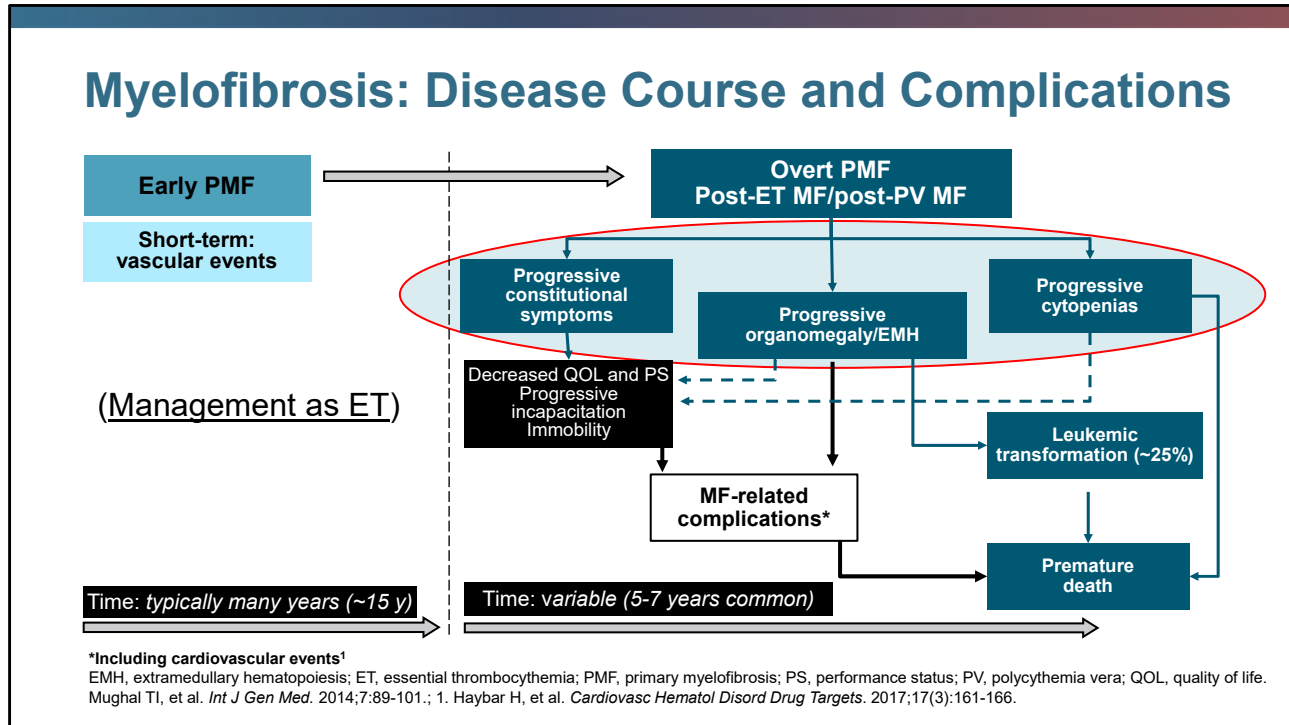 Myelofibrosis: Disease Course and Complications
Early PMF
Short-term:
vascular events
(Management as ET)
Overt PMF
Post-ET MF/post-PV MF
Progressive
constitutional
symptoms
Progressive
organomegaly/EMH
Progressive
cytopenias
Decreased QOL and PS
Progressive
incapacitation
Immobility
Leukemic
transformation (~25%)
MF-related
complications*
Premature
death
Time: typically many years (~15 y)
Time: variable (5-7 years common)
*Including cardiovascular events1
EMH, extramedullary hematopoiesis; ET, essential thrombocythemia; PMF, primary myelofibrosis; PS, performance status; PV, polycythemia vera; QOL, quality of life.
Mughal TI, et al. Int J Gen Med. 2014;7:89-101.; 1. Haybar H, et al. Cardiovasc Hematol Disord Drug Targets. 2017;17(3):161-166.